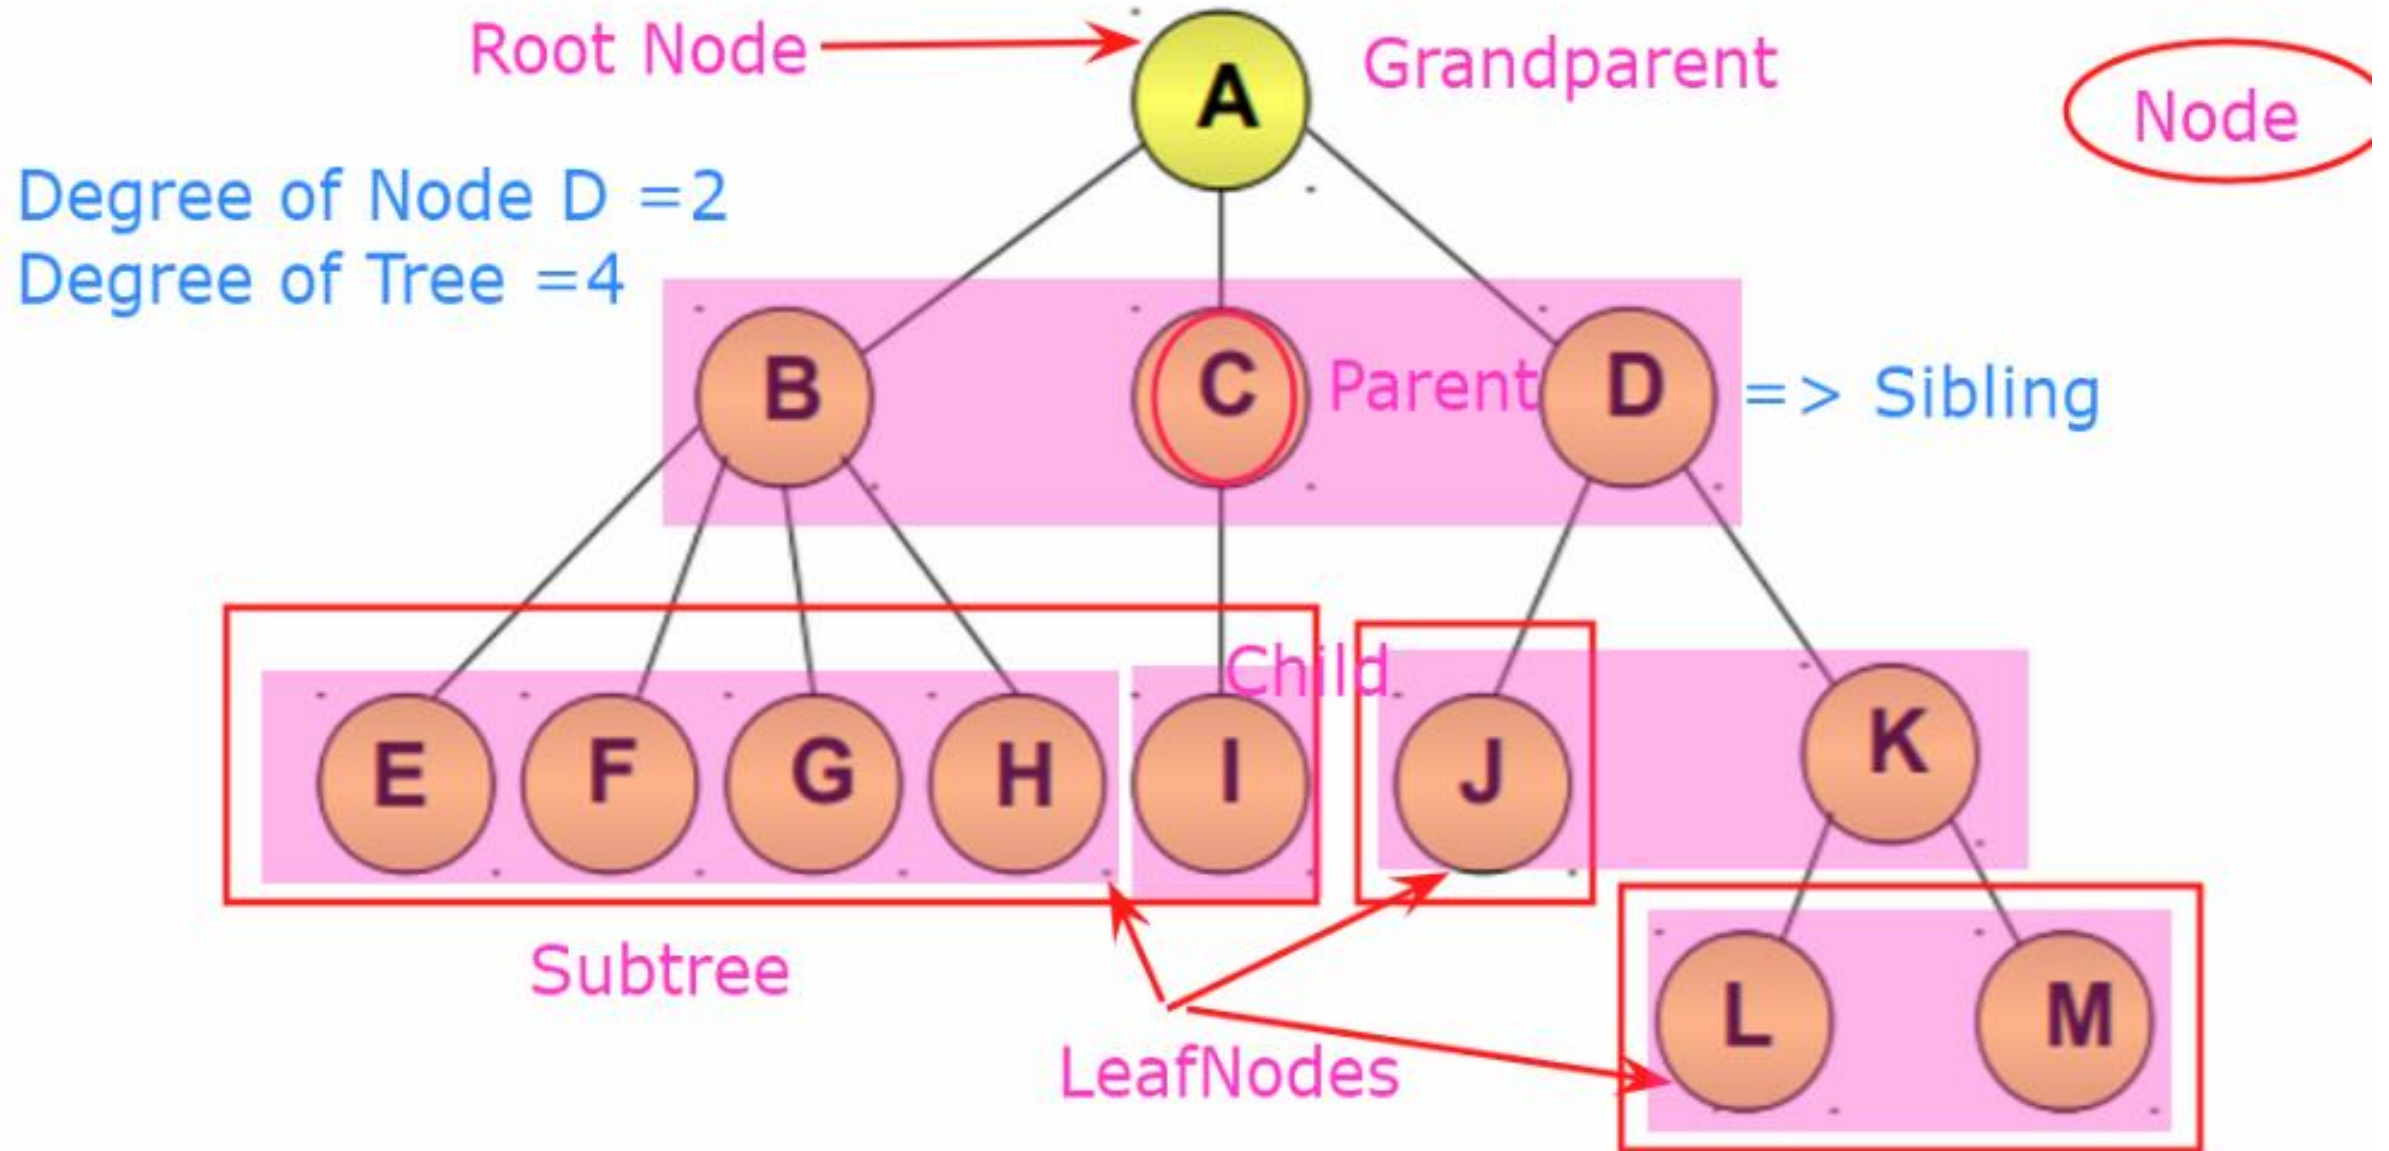 Root Node
A
Grandparent
Node
Degree of Node D =2
Degree of Tree =4
B
C
Parent
D
=> Sibling
Child
E
F
G
H
I
J
K
Subtree
LeafNodes
L
M